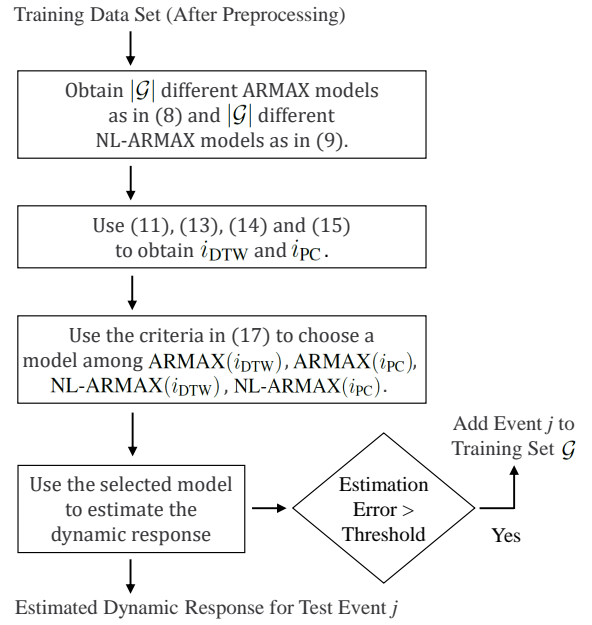 Training Data Set (After Preprocessing)
Obtain |𝒢| different ARMAX models
as in (8) and |𝒢| different
NL-ARMAX models as in (9).
Use (11), (13), (14) and (15)
to obtain i_DTW and i_PC.
Use the criteria in (17) to choose a
model among ARMAX(i_DTW), ARMAX(i_PC),
NL-ARMAX(i_DTW), NL-ARMAX(i_PC).
Use the selected model
to estimate the
dynamic response
Estimation
Error >
Threshold
Yes
Add Event j to
Training Set 𝒢
Estimated Dynamic Response for Test Event j